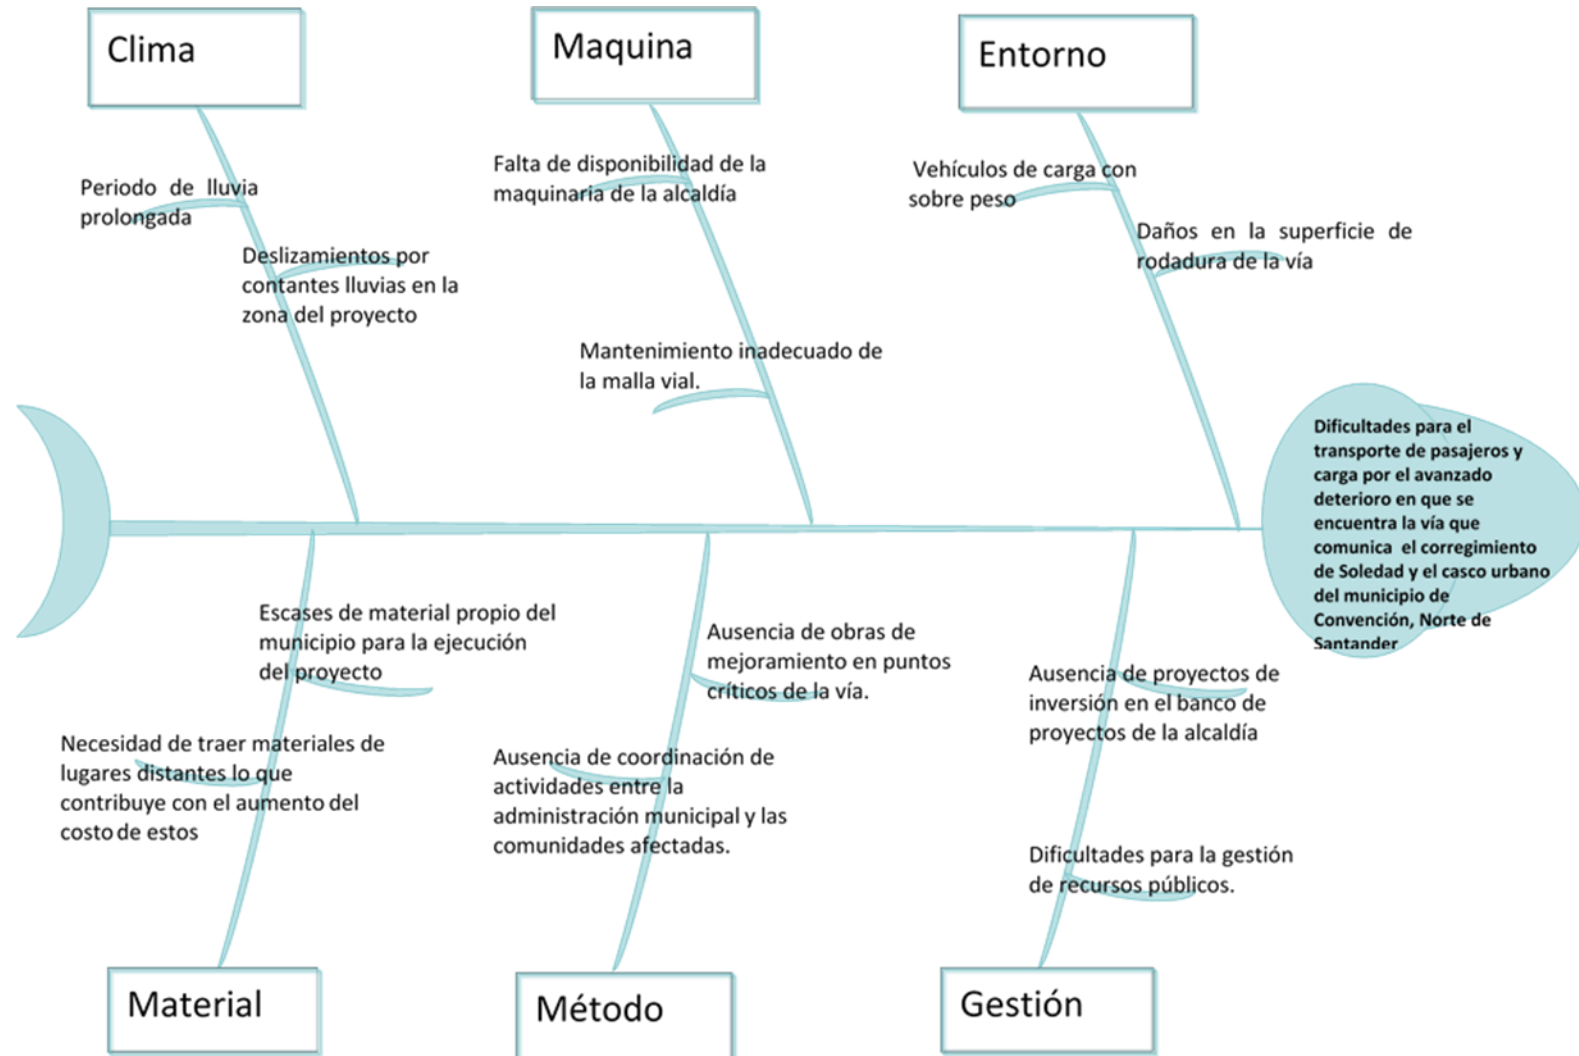 Clima
Maquina
Entorno
Periodo de lluvia
prolongada
Deslizamientos por
contantes lluvias en la
zona del proyecto
Falta de disponibilidad de la
maquinaria de la alcaldía
Mantenimiento inadecuado de
la malla vial.
Vehículos de carga con
sobre peso
Daños en la superficie de
rodadura de la vía
Dificultades para el
transporte de pasajeros y
carga por el avanzado
deterioro en que se
encuentra la vía que
comunica el corregimiento
de Soledad y el casco urbano
del municipio de
Convención, Norte de
Santander
Escases de material propio del
municipio para la ejecución
del proyecto
Necesidad de traer materiales de
lugares distantes lo que
contribuye con el aumento del
costo de estos
Ausencia de obras de
mejoramiento en puntos
críticos de la vía.
Ausencia de coordinación de
actividades entre la
administración municipal y las
comunidades afectadas.
Ausencia de proyectos de
inversión en el banco de
proyectos de la alcaldía
Dificultades para la gestión
de recursos públicos.
Material
Método
Gestión